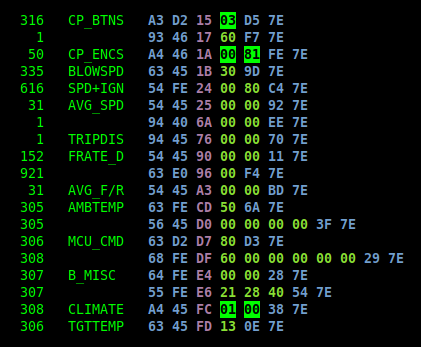 316 CP_BTNS A3 D2 15 03 D5 7E
1 93 46 17 60 F7 7E
50 CP_ENCS A4 46 1A 00 81 FE 7E
335 BLOWSPD 63 45 1B 30 9D 7E
616 SPD+IGN 54 FE 24 00 80 C4 7E
31 AVG_SPD 54 45 25 00 00 92 7E
1 94 40 6A 00 00 EE 7E
1 TRIPDIS 94 45 76 00 00 70 7E
152 FRATE_D 54 45 90 00 00 11 7E
921 63 E0 96 00 F4 7E
31 AVG_F/R 54 45 A3 00 00 BD 7E
305 AMBTEMP 63 FE CD 50 6A 7E
305 56 45 D0 00 00 00 00 3F 7E
306 MCU_CMD 63 D2 D7 80 D3 7E
308 68 FE DF 60 00 00 00 00 00 29 7E
307 B_MISC 64 FE E4 00 00 28 7E
307 55 FE E6 21 28 40 54 7E
308 CLIMATE A4 45 FC 01 00 38 7E
306 TGTTEMP 63 45 FD 13 0E 7E